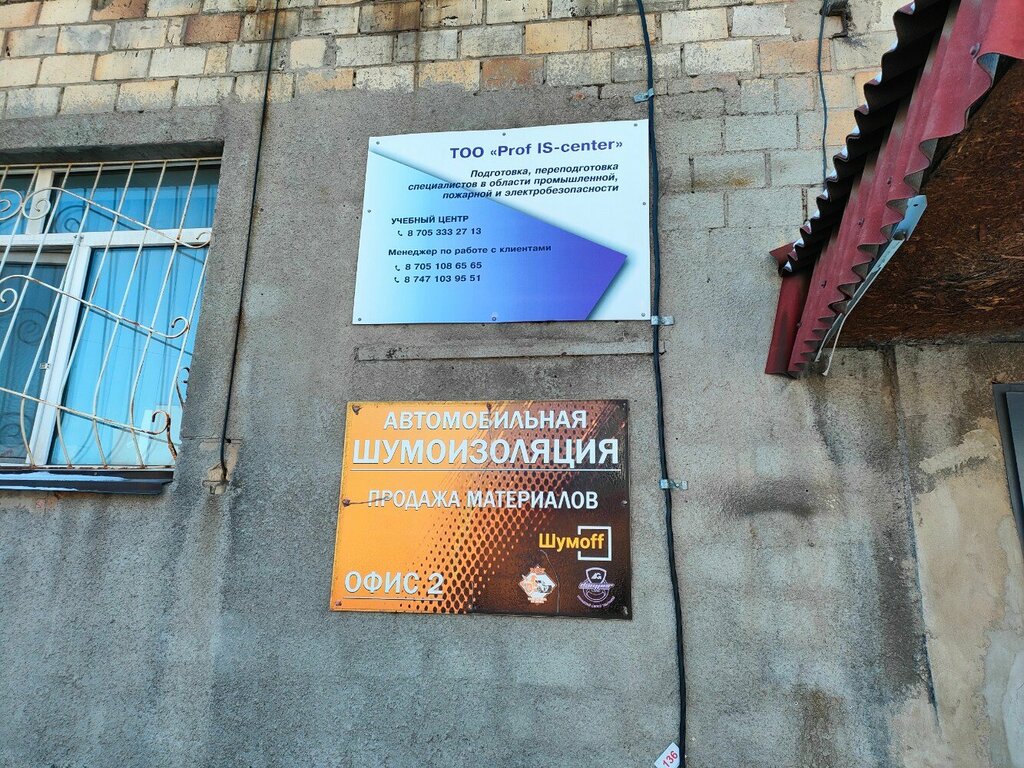 ТОО «Prof IS-center»
Подготовка, переподготовка
специалистов в области промышленной,
пожарной и электробезопасности
УЧЕБНЫЙ ЦЕНТР
8 705 333 27 13
Менеджер по работе с клиентами
8 705 108 65 65
8 747 103 95 51
АВТОМОБИЛЬНАЯ
ШУМОИЗОЛЯЦИЯ
ПРОДАЖА МАТЕРИАЛОВ
Шумoff
ОФИС 2
136